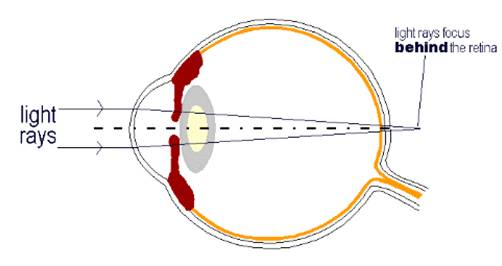 light rays focus
behind the retina
light
rays